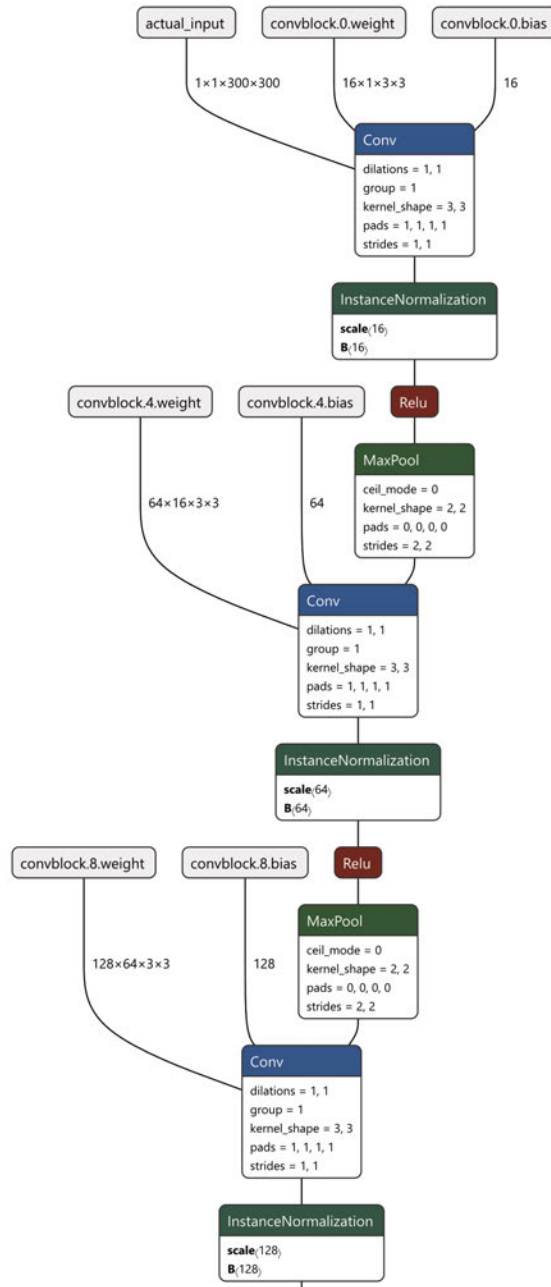 actual_input
convblock.0.weight
convblock.0.bias
1×1×300×300
16×1×3×3
16
Conv
dilations = 1, 1
group = 1
kernel_shape = 3, 3
pads = 1, 1, 1, 1
strides = 1, 1
InstanceNormalization
scale⟨16⟩
B⟨16⟩
convblock.4.weight
convblock.4.bias
Relu
MaxPool
ceil_mode = 0
kernel_shape = 2, 2
pads = 0, 0, 0, 0
strides = 2, 2
64×16×3×3
64
Conv
dilations = 1, 1
group = 1
kernel_shape = 3, 3
pads = 1, 1, 1, 1
strides = 1, 1
InstanceNormalization
scale⟨64⟩
B⟨64⟩
convblock.8.weight
convblock.8.bias
Relu
MaxPool
ceil_mode = 0
kernel_shape = 2, 2
pads = 0, 0, 0, 0
strides = 2, 2
128×64×3×3
128
Conv
dilations = 1, 1
group = 1
kernel_shape = 3, 3
pads = 1, 1, 1, 1
strides = 1, 1
InstanceNormalization
scale⟨128⟩
B⟨128⟩